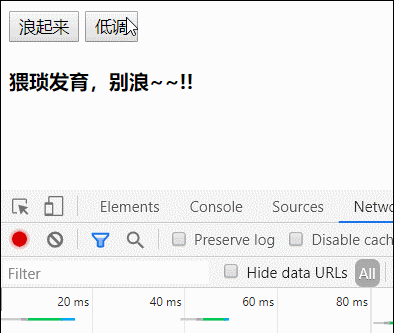 浪起来 低调
猥琐发育，别浪~~!!
Elements Console Sources Netw
Preserve log Disable cach
Filter Hide data URLs All
20 ms 40 ms 60 ms 80 ms